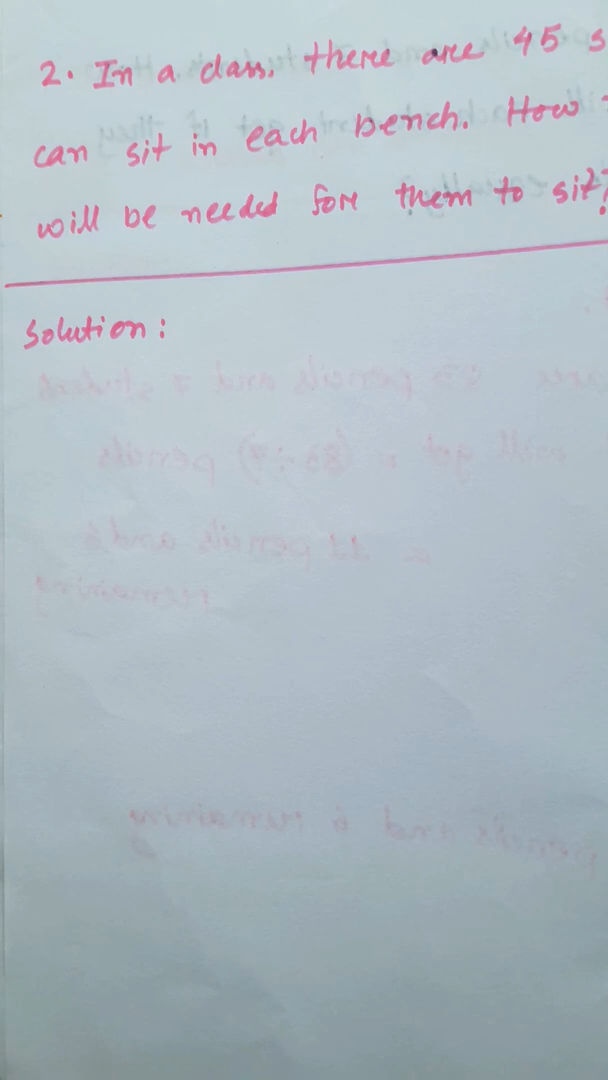 2. In a class, there are 45 s
can sit in each bench. How
will be needed for them to sit?
Solution: